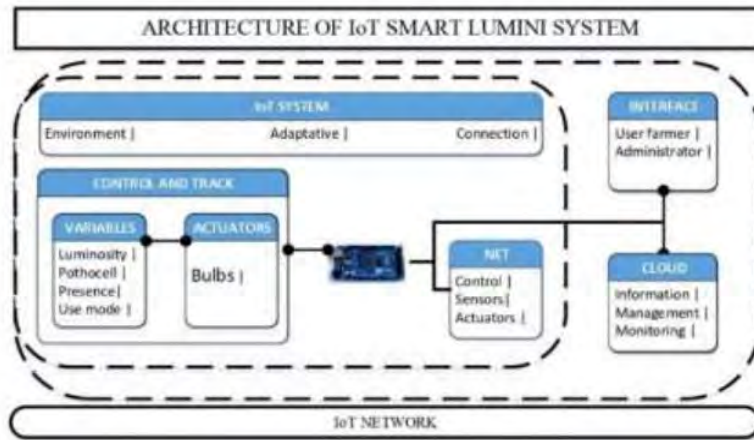 ARCHITECTURE OF IoT SMART LUMINI SYSTEM
IoT SYSTEM
Environment | Adaptative | Connection |
CONTROL AND TRACK
VARIABLES
Luminosity |
Pothocell |
Presence|
Use mode |
ACTUATORS
Bulbs |
NET
Control |
Sensors|
Actuators |
INTERFACE
User farmer |
Administrator |
CLOUD
Information |
Management |
Monitoring |
IoT NETWORK